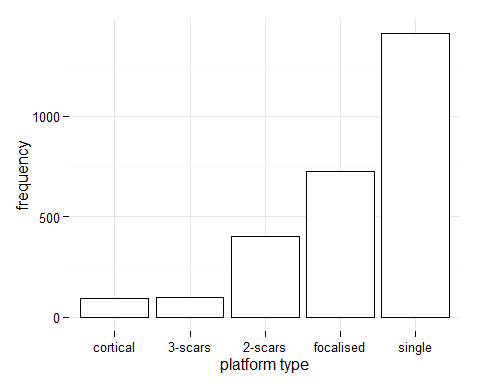 frequency
1000
500
0
cortical 3-scars 2-scars focalised single
platform type